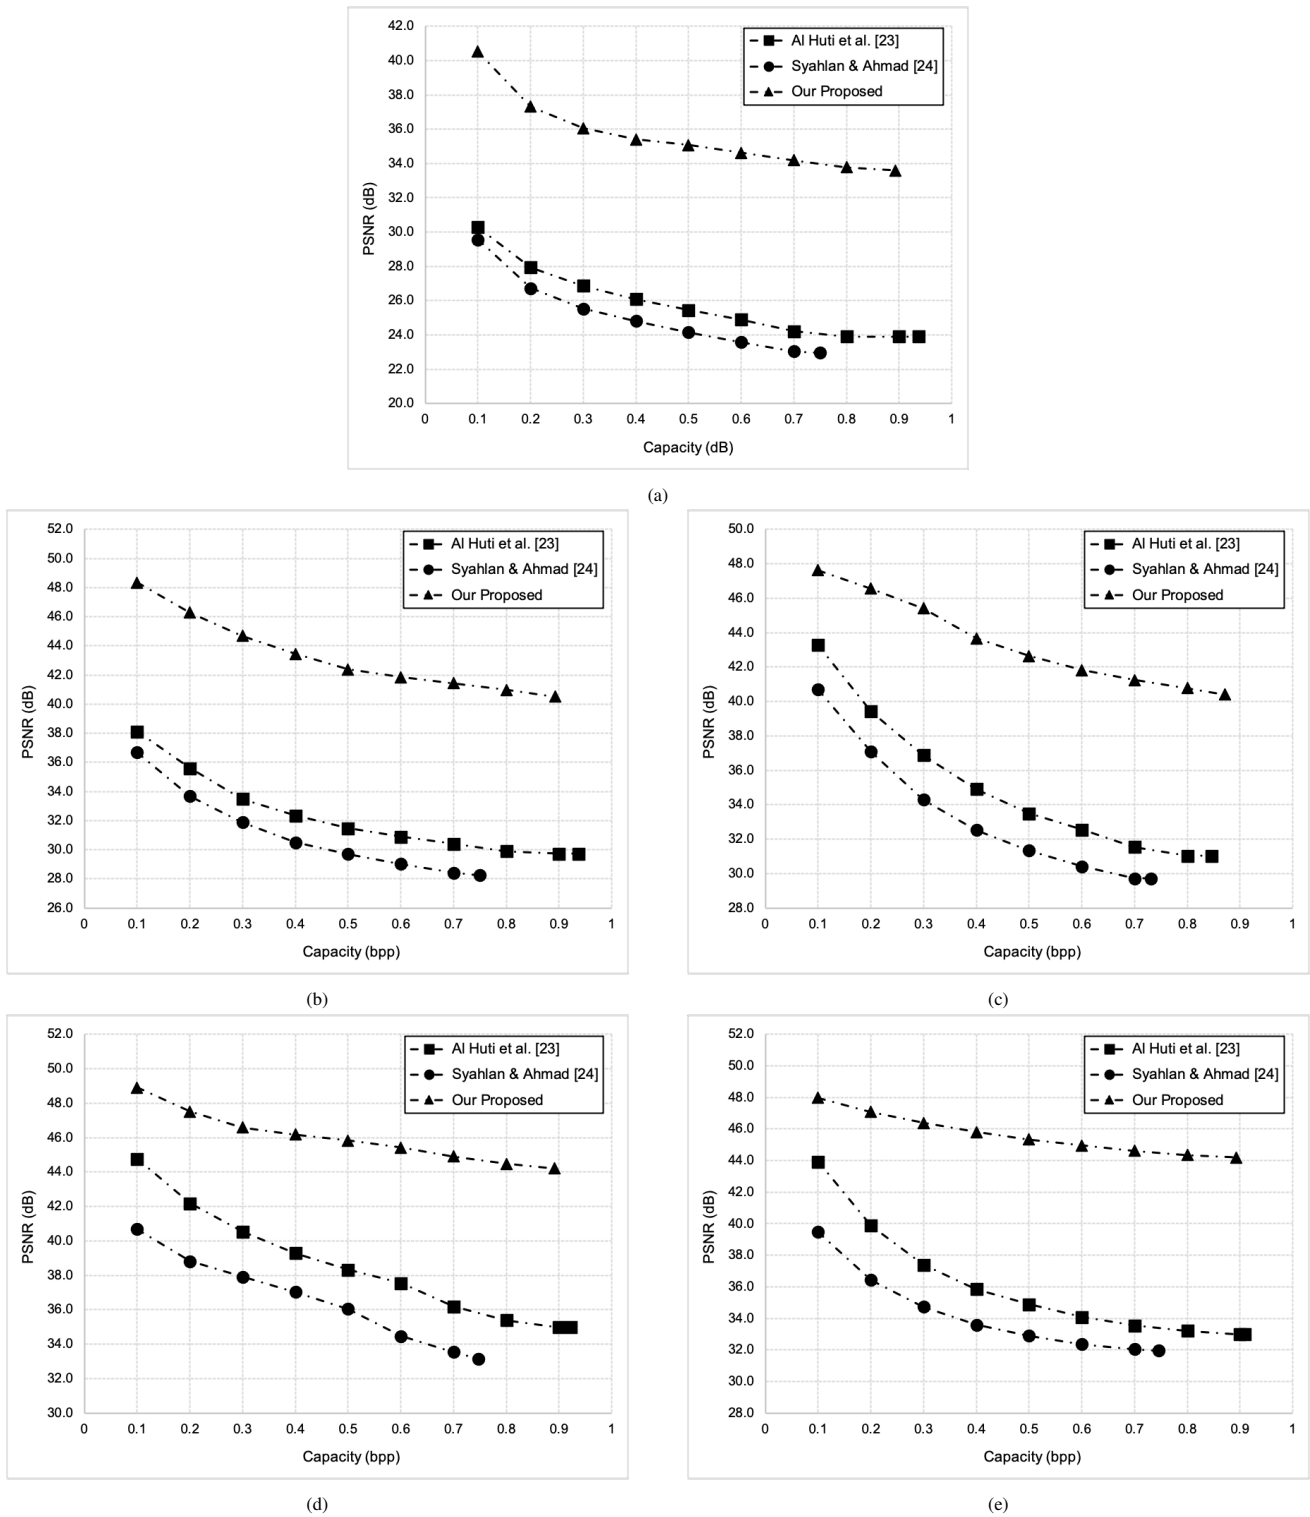 42.0
40.0
38.0
36.0
34.0
32.0
30.0
28.0
26.0
24.0
22.0
20.0
PSNR (dB)
Al Huti et al. [23]
Syahlan & Ahmad [24]
Our Proposed
0 0.1 0.2 0.3 0.4 0.5 0.6 0.7 0.8 0.9 1
Capacity (dB)
(a)
52.0
50.0
48.0
46.0
44.0
42.0
40.0
38.0
36.0
34.0
32.0
30.0
28.0
26.0
PSNR (dB)
Al Huti et al. [23]
Syahlan & Ahmad [24]
Our Proposed
0 0.1 0.2 0.3 0.4 0.5 0.6 0.7 0.8 0.9 1
Capacity (bpp)
(b)
50.0
48.0
46.0
44.0
42.0
40.0
38.0
36.0
34.0
32.0
30.0
28.0
PSNR (dB)
Al Huti et al. [23]
Syahlan & Ahmad [24]
Our Proposed
0 0.1 0.2 0.3 0.4 0.5 0.6 0.7 0.8 0.9 1
Capacity (bpp)
(c)
52.0
50.0
48.0
46.0
44.0
42.0
40.0
38.0
36.0
34.0
32.0
30.0
PSNR (dB)
Al Huti et al. [23]
Syahlan & Ahmad [24]
Our Proposed
0 0.1 0.2 0.3 0.4 0.5 0.6 0.7 0.8 0.9 1
Capacity (bpp)
(d)
52.0
50.0
48.0
46.0
44.0
42.0
40.0
38.0
36.0
34.0
32.0
30.0
28.0
PSNR (dB)
Al Huti et al. [23]
Syahlan & Ahmad [24]
Our Proposed
0 0.1 0.2 0.3 0.4 0.5 0.6 0.7 0.8 0.9 1
Capacity (bpp)
(e)